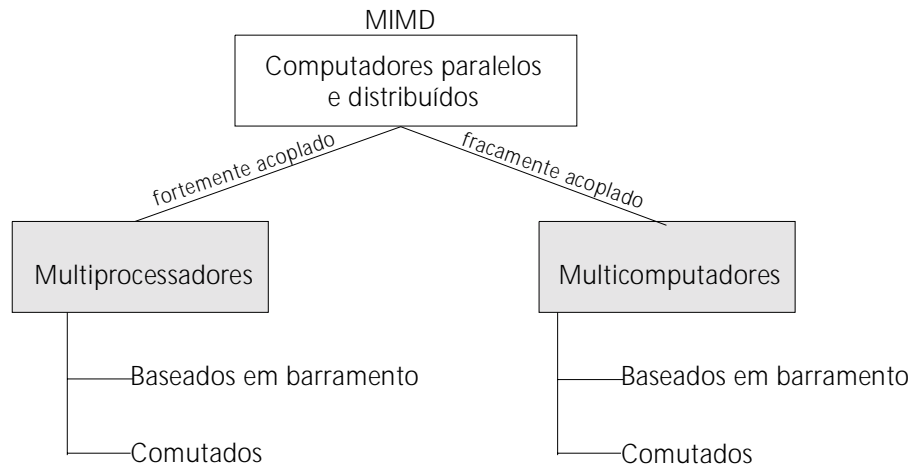 MIMD
Computadores paralelos
e distribuídos
fortemente acoplado
fracamente acoplado
Multiprocessadores
Multicomputadores
Baseados em barramento
Baseados em barramento
Comutados
Comutados